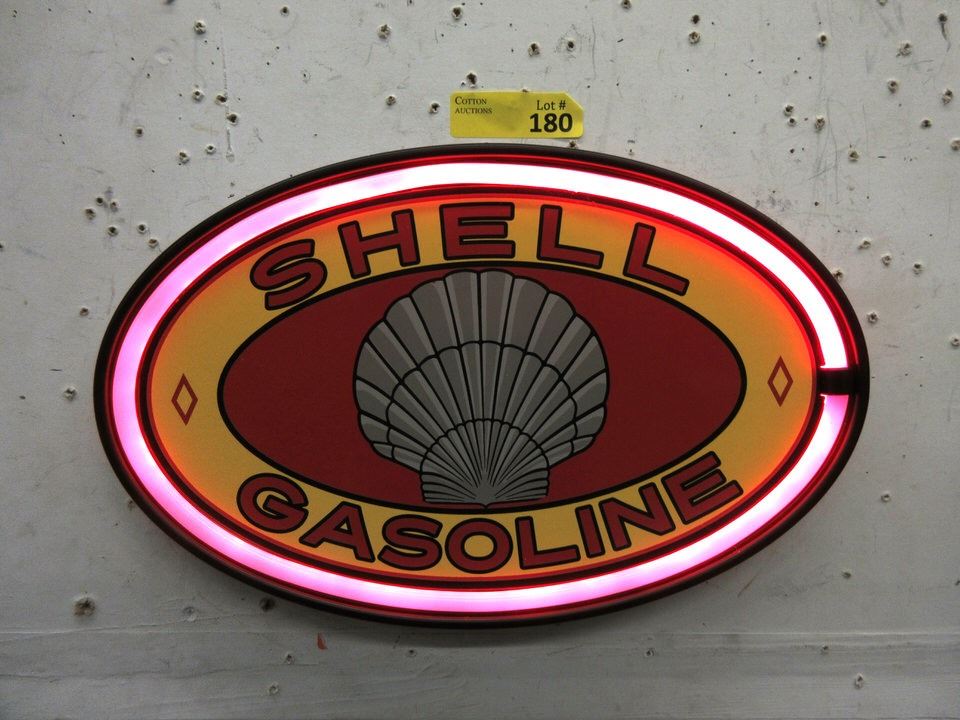 COTTON
AUCTIONS
Lot #
180
SHELL
GASOLINE